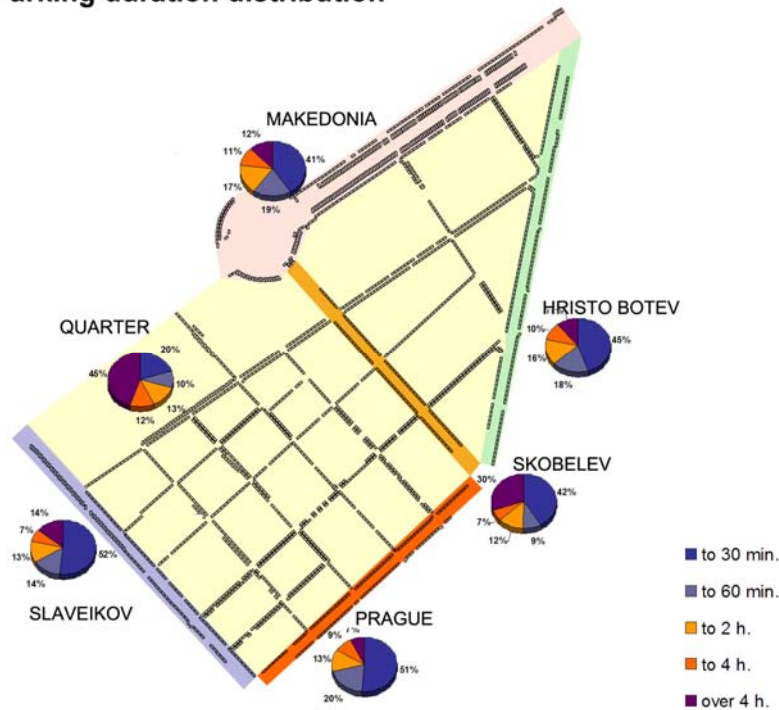 arking duration distribution
MAKEDONIA
12%
11%
41%
17%
19%
QUARTER
20%
45%
10%
13%
12%
HRISTO BOTEV
10%
45%
16%
18%
SKOBELEV
30%
42%
7%
12%
9%
14%
7%
13%
52%
14%
SLAVEIKOV
PRAGUE
9%
13%
51%
20%
to 30 min.
to 60 min.
to 2 h.
to 4 h.
over 4 h.